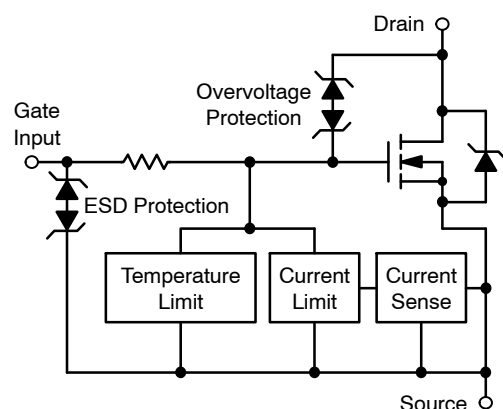 Drain
Overvoltage
Protection
Gate
Input
ESD Protection
Temperature
Limit
Current
Limit
Current
Sense
Source